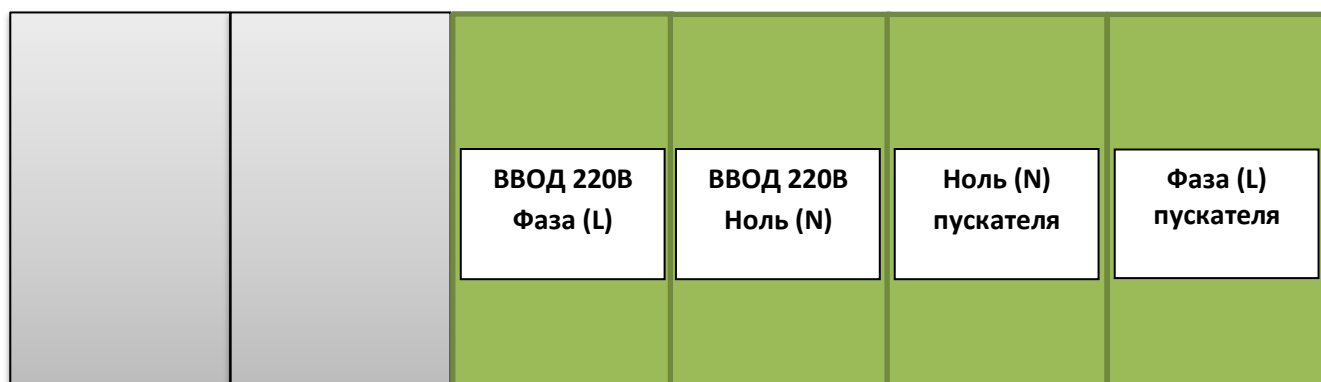 ВВОД 220В
Фаза (L)
ВВОД 220В
Ноль (N)
Ноль (N)
пускателя
Фаза (L)
пускателя